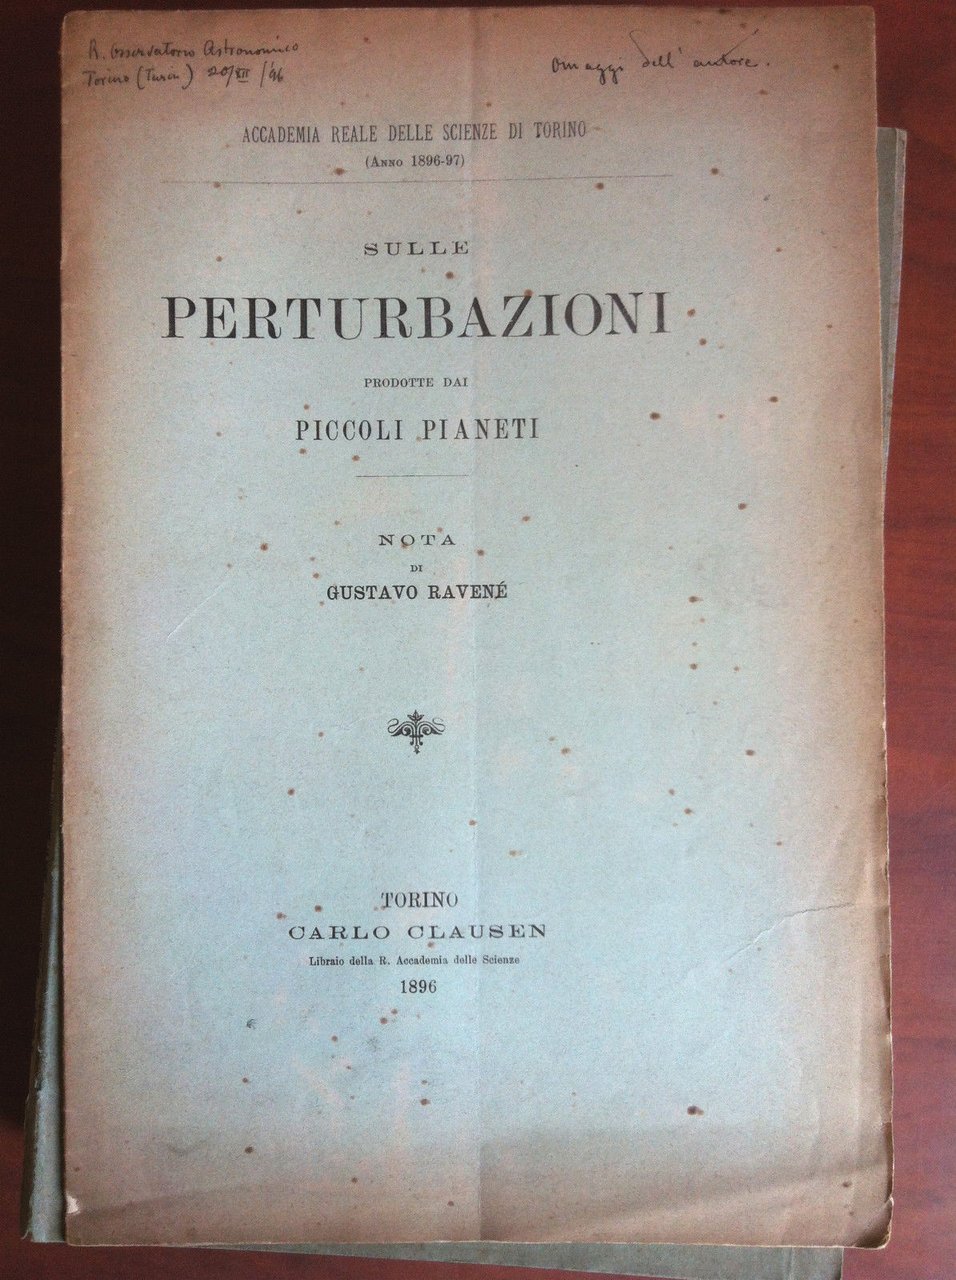 R. Osservatorio Astronomico
Torino (Turin) 20/XII/96
Omaggi dell' autore.
ACCADEMIA REALE DELLE SCIENZE DI TORINO
(ANNO 1896-97)
SULLE
PERTURBAZIONI
PRODOTTE DAI
PICCOLI PIANETI
NOTA
DI
GUSTAVO RAVENÉ
TORINO
CARLO CLAUSEN
Libraio della R. Accademia delle Scienze
1896